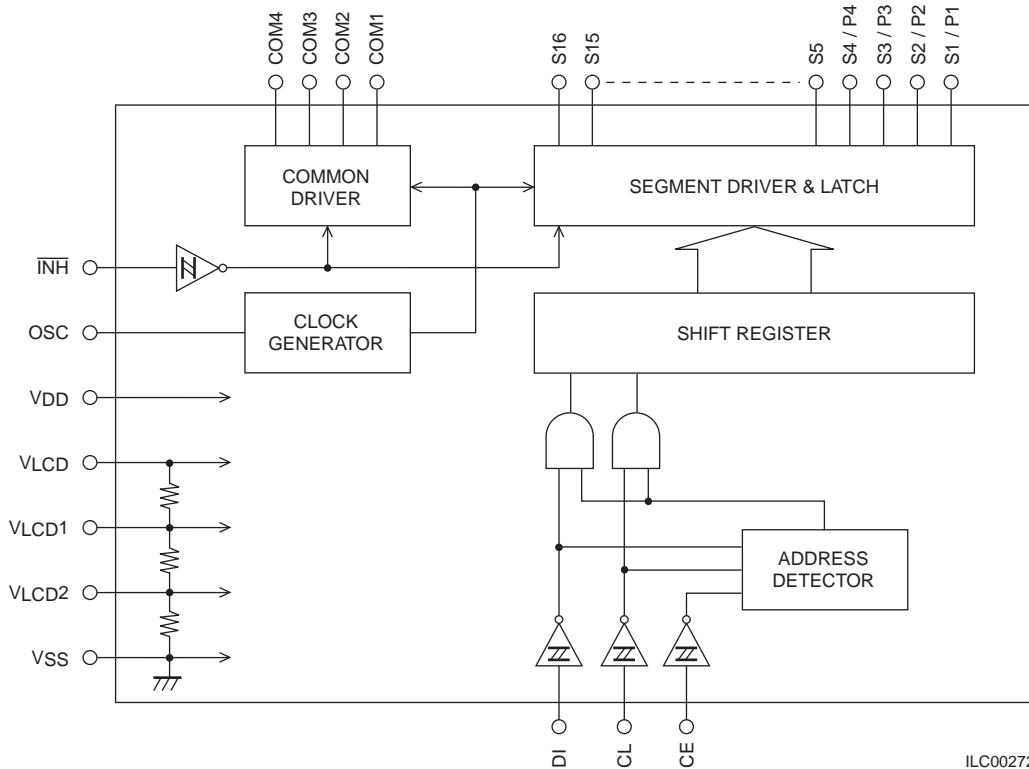 COM4
COM3
COM2
COM1
S16
S15
S5
S4 / P4
S3 / P3
S2 / P2
S1 / P1
COMMON
DRIVER
SEGMENT DRIVER & LATCH
INH
OSC
CLOCK
GENERATOR
SHIFT REGISTER
VDD
VLCD
VLCD1
ADDRESS
DETECTOR
VLCD2
VSS
DI
CL
CE
ILC00272